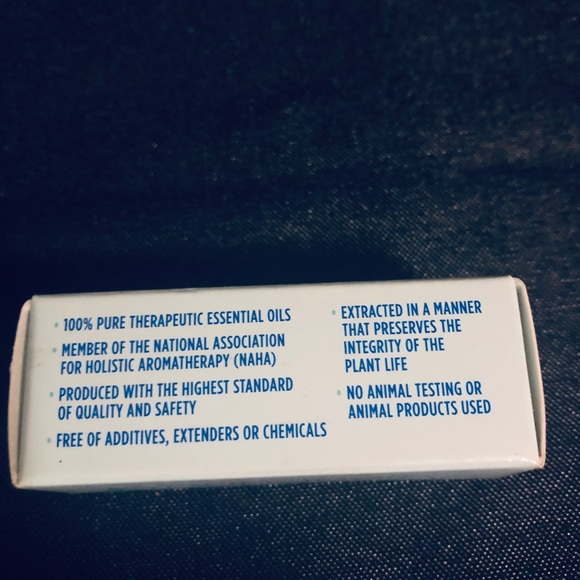 • 100% PURE THERAPEUTIC ESSENTIAL OILS
• MEMBER OF THE NATIONAL ASSOCIATION
FOR HOLISTIC AROMATHERAPY (NAHA)
• PRODUCED WITH THE HIGHEST STANDARD
OF QUALITY AND SAFETY
• FREE OF ADDITIVES, EXTENDERS OR CHEMICALS
• EXTRACTED IN A MANNER
THAT PRESERVES THE
INTEGRITY OF THE
PLANT LIFE
• NO ANIMAL TESTING OR
ANIMAL PRODUCTS USED